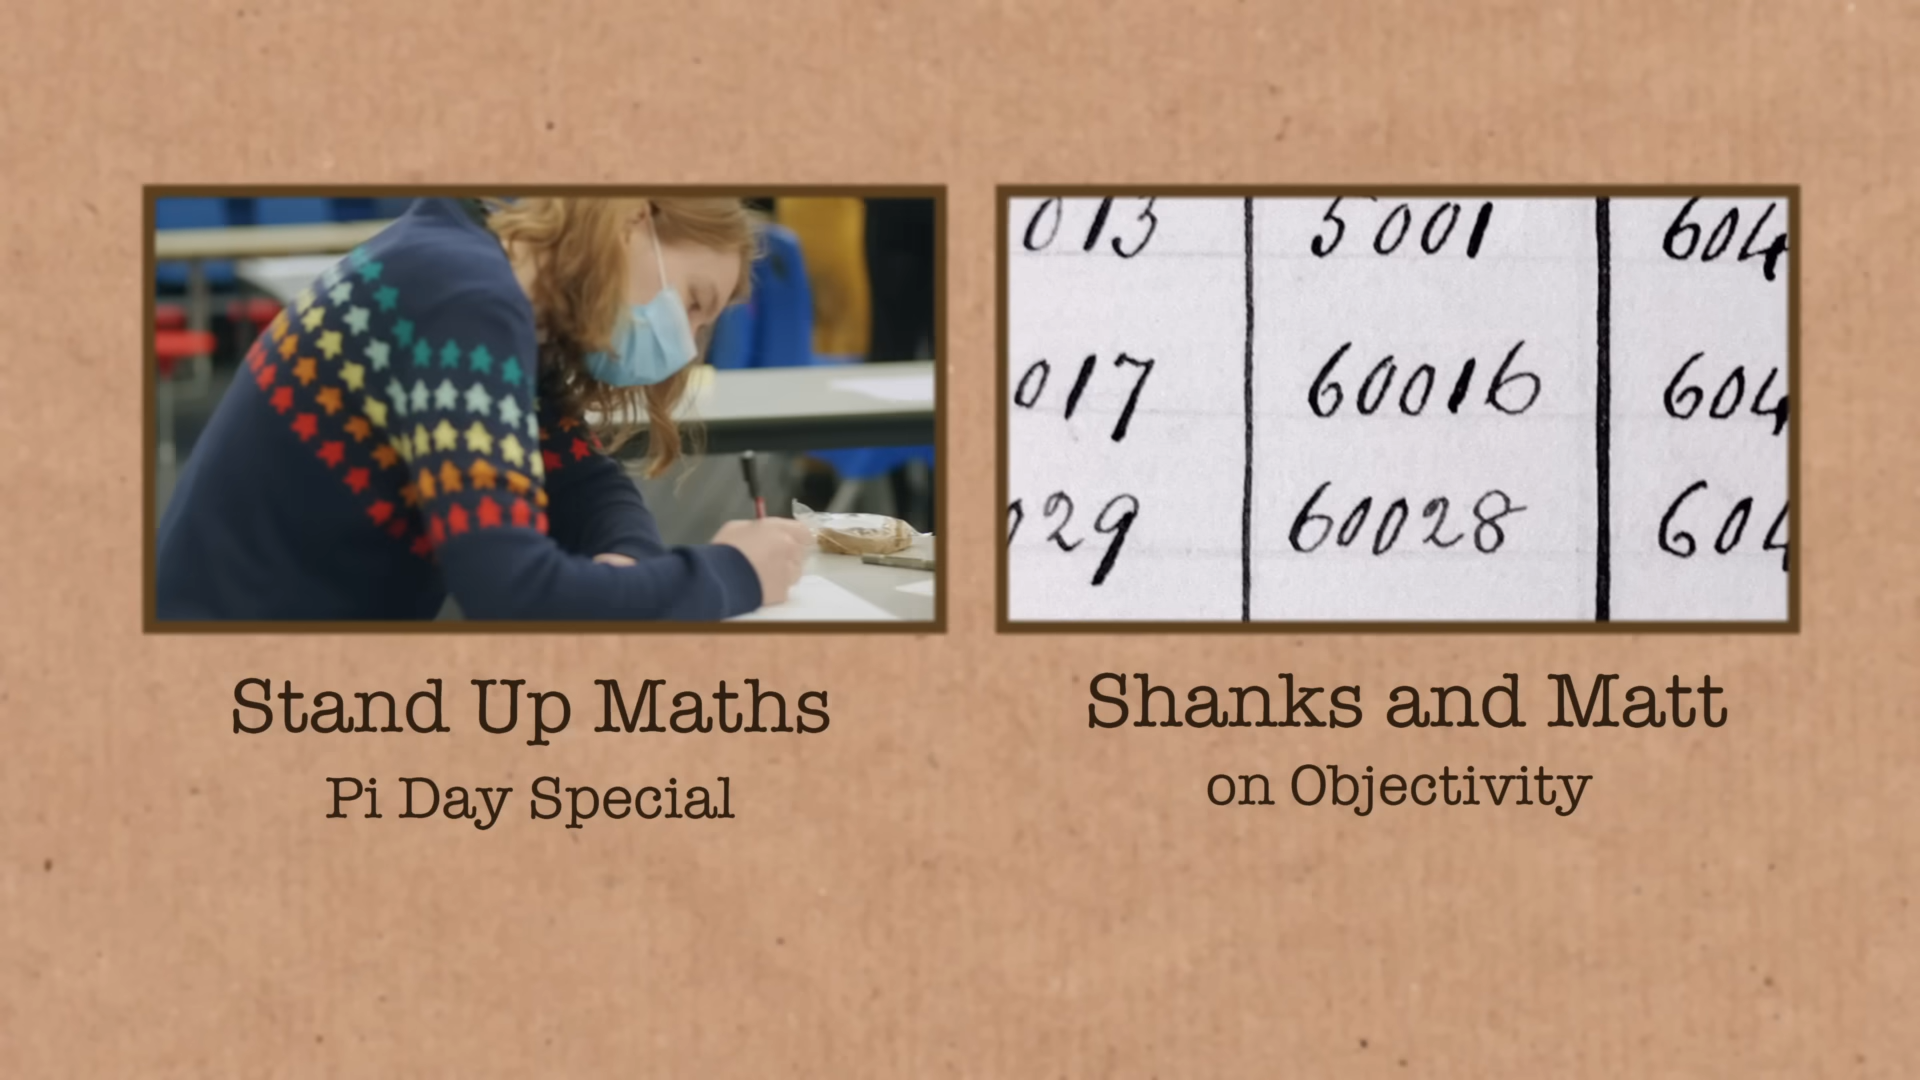 013 5001 604
017 60016 604
029 60028 604
Stand Up Maths
Pi Day Special
Shanks and Matt
on Objectivity